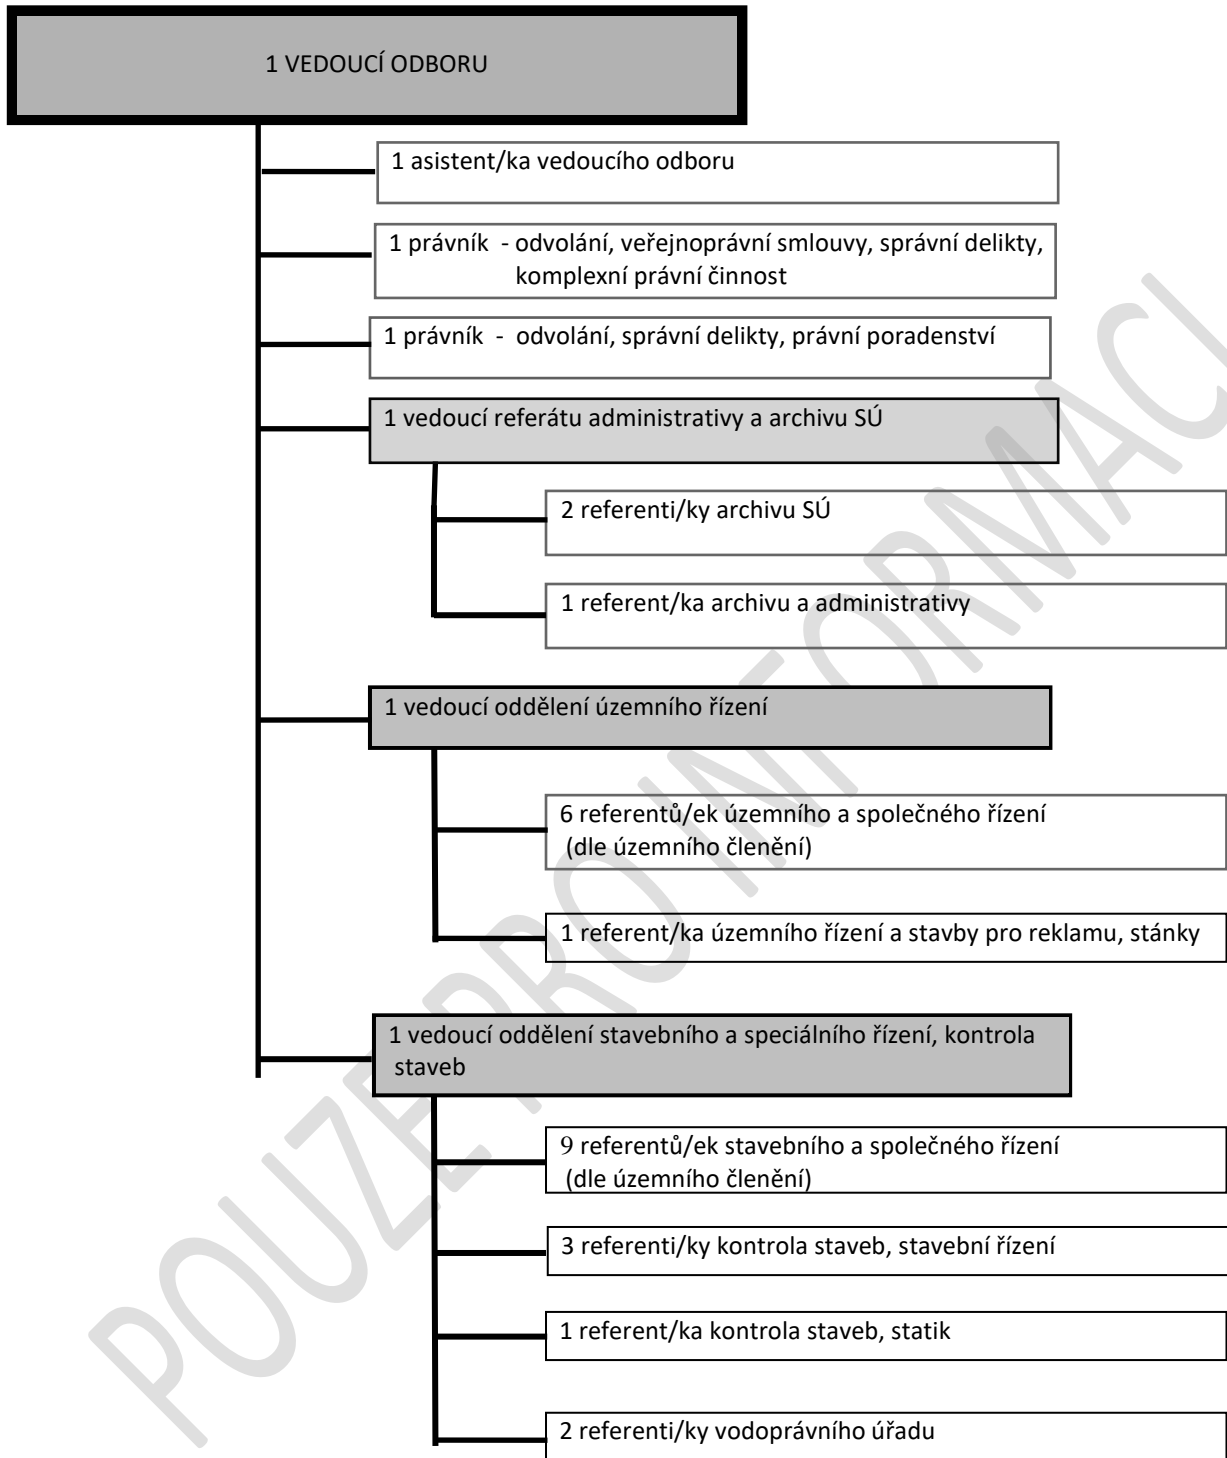 1 VEDOUCÍ ODBORU
1 asistent/ka vedoucího odboru
1 právník - odvolání, veřejnoprávní smlouvy, správní delikty,
komplexní právní činnost
1 právník - odvolání, správní delikty, právní poradenství
1 vedoucí referátu administrativy a archivu SÚ
2 referenti/ky archivu SÚ
1 referent/ka archivu a administrativy
1 vedoucí oddělení územního řízení
6 referentů/ek územního a společného řízení
(dle územního členění)
1 referent/ka územního řízení a stavby pro reklamu, stánky
1 vedoucí oddělení stavebního a speciálního řízení, kontrola
staveb
9 referentů/ek stavebního a společného řízení
(dle územního členění)
3 referenti/ky kontrola staveb, stavební řízení
1 referent/ka kontrola staveb, statik
2 referenti/ky vodoprávního úřadu
POUZE PRO INFORMACI